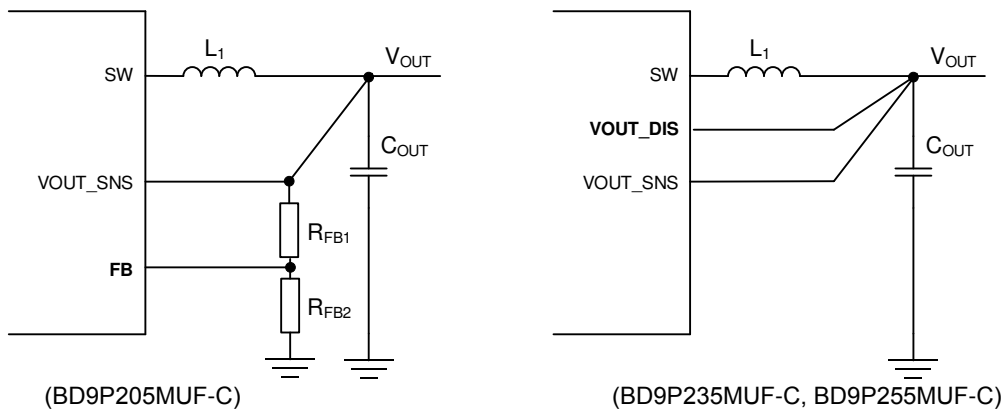 L1
VOUT
SW
VOUT_SNS
COUT
RFB1
FB
RFB2
(BD9P205MUF-C)
L1
VOUT
SW
VOUT_DIS
COUT
VOUT_SNS
(BD9P235MUF-C, BD9P255MUF-C)